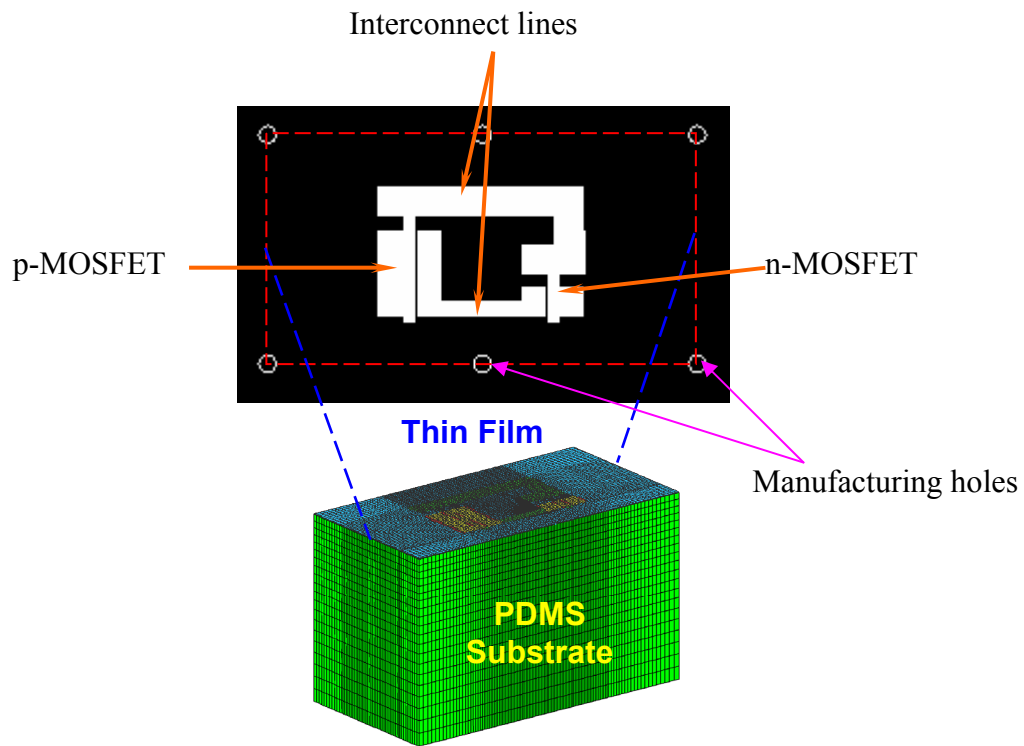 Interconnect lines
p-MOSFET
n-MOSFET
Thin Film
Manufacturing holes
PDMS
Substrate